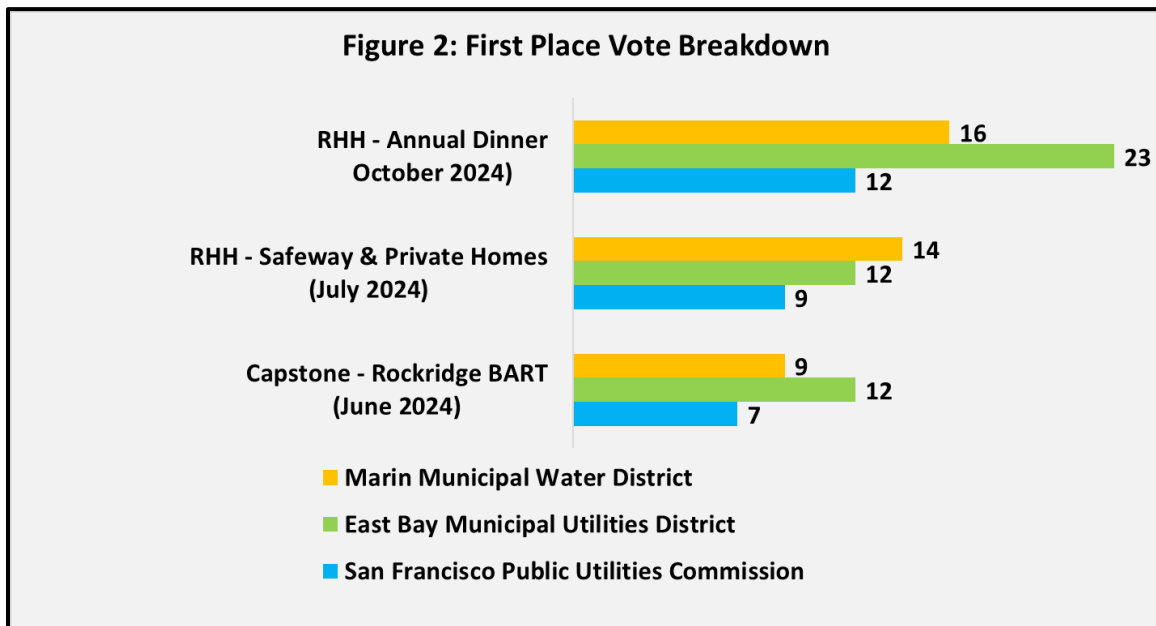 Figure 2: First Place Vote Breakdown
RHH - Annual Dinner
October 2024)
16
23
12
RHH - Safeway & Private Homes
(July 2024)
14
12
9
Capstone - Rockridge BART
(June 2024)
9
12
7
Marin Municipal Water District
East Bay Municipal Utilities District
San Francisco Public Utilities Commission